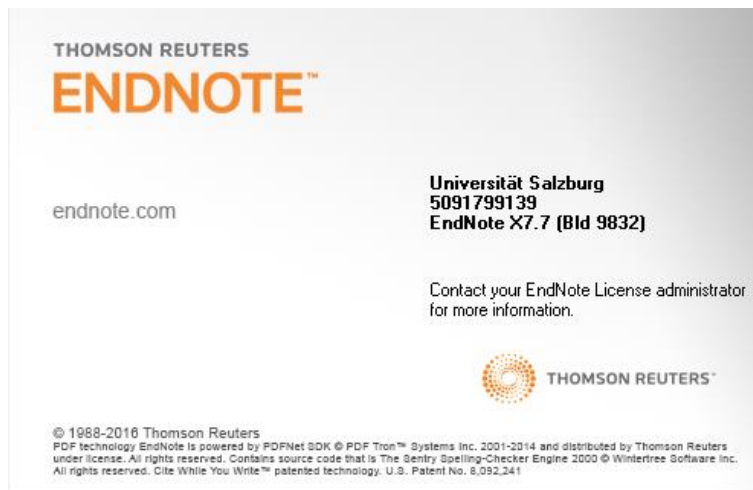 THOMSON REUTERS
ENDNOTE™
endnote.com
Universität Salzburg
5091799139
EndNote X7.7 (Bld 9832)
Contact your EndNote License administrator
for more information.
THOMSON REUTERS™
© 1988-2016 Thomson Reuters
PDF technology EndNote is powered by PDFNet SDK © PDF Tron™ Systems Inc. 2001-2014 and distributed by Thomson Reuters
under license. All rights reserved. Contains source code that is The Sentry Spelling-Checker Engine 2000 © Wintertree Software Inc.
All rights reserved. Cite While You Write™ patented technology. U.S. Patent No. 8,092,241